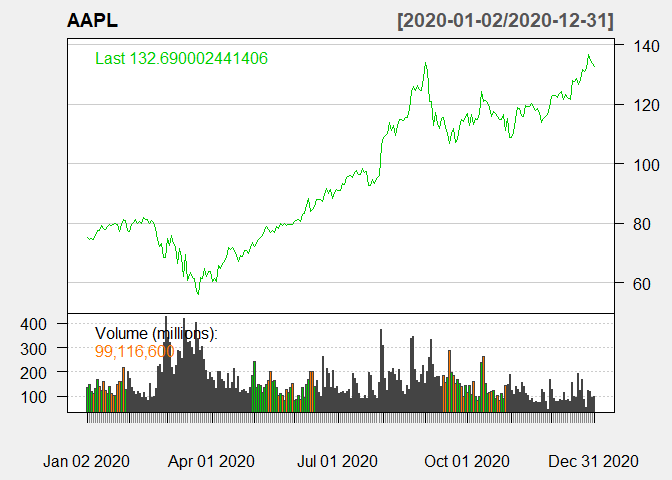 AAPL [2020-01-02/2020-12-31]
Last 132.690002441406
140
120
100
80
60
Volume (millions):
99,116,600
400
300
200
100
Jan 02 2020 Apr 01 2020 Jul 01 2020 Oct 01 2020 Dec 31 2020